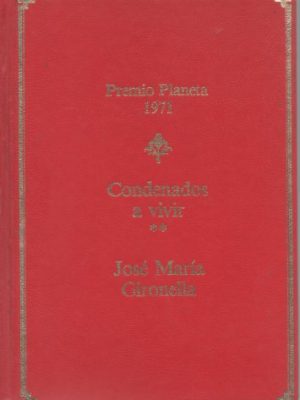 Premio Planeta
1971
Condenados
a vivir
**
José María
Gironella